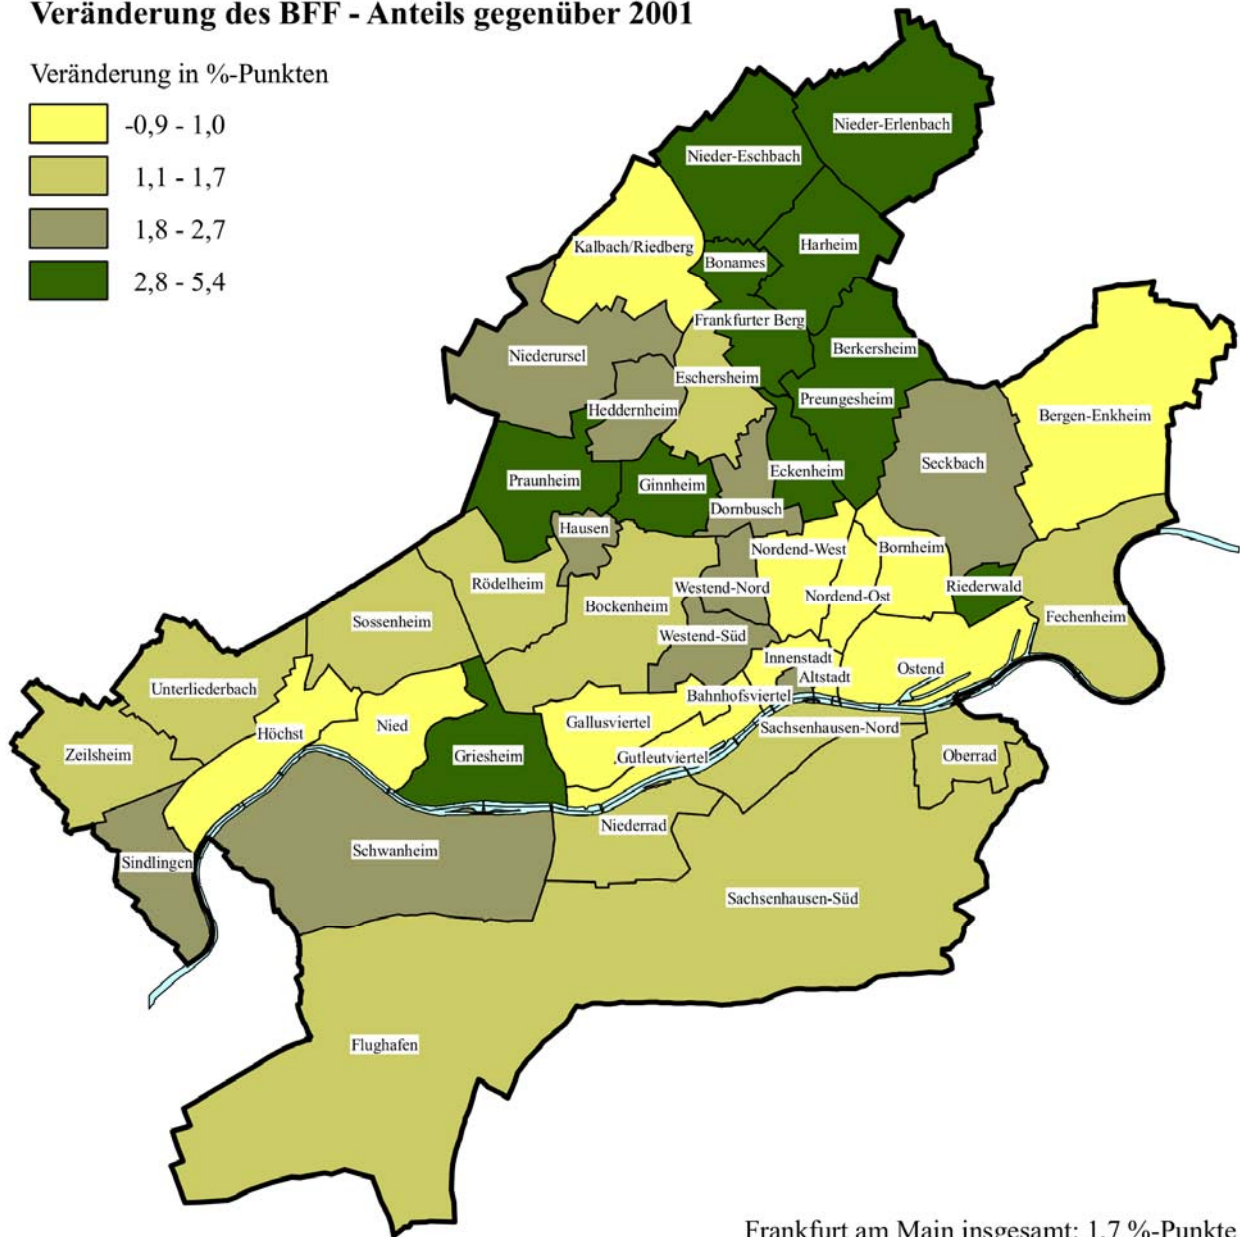 Veränderung des BFF - Anteils gegenüber 2001
Veränderung in %-Punkten
-0,9 - 1,0
1,1 - 1,7
1,8 - 2,7
2,8 - 5,4
Nieder-Erlenbach
Nieder-Eschbach
Harheim
Kalbach/Riedberg
Bonames
Frankfurter Berg
Berkersheim
Niederursel
Eschersheim
Preungesheim
Heddernheim
Bergen-Enkheim
Seckbach
Eckenheim
Praunheim
Ginnheim
Dornbusch
Hausen
Nordend-West
Bornheim
Rödelheim
Westend-Nord
Riederwald
Nordend-Ost
Bockenheim
Fechenheim
Sossenheim
Westend-Süd
Innenstadt
Ostend
Altstadt
Unterliederbach
Bahnhofsviertel
Gallusviertel
Nied
Sachsenhausen-Nord
Höchst
Zeilsheim
Griesheim
Gutleutviertel
Oberrad
Niederrad
Schwanheim
Sindlingen
Sachsenhausen-Süd
Flughafen
Frankfurt am Main insgesamt: 1,7 %-Punkte